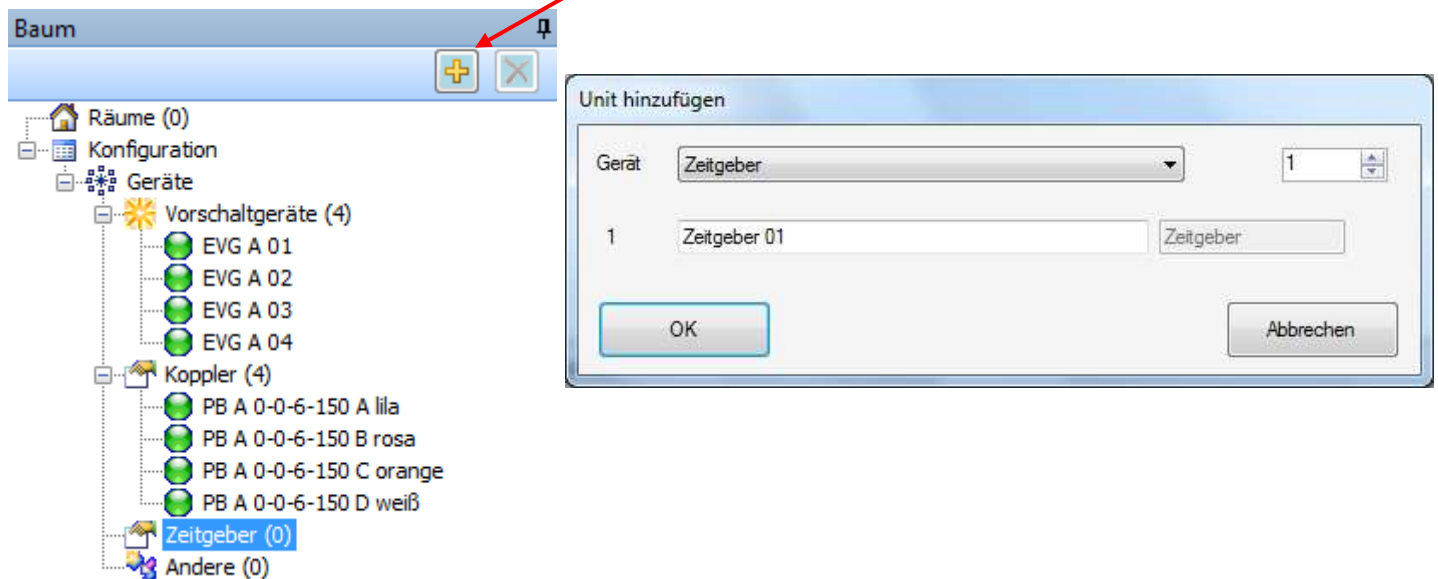 Baum
Räume (0)
Konfiguration
Geräte
Vorschaltgeräte (4)
EVG A 01
EVG A 02
EVG A 03
EVG A 04
Koppler (4)
PB A 0-0-6-150 A lila
PB A 0-0-6-150 B rosa
PB A 0-0-6-150 C orange
PB A 0-0-6-150 D weiß
Zeitgeber (0)
Andere (0)
Unit hinzufügen
Gerät Zeitgeber 1
1 Zeitgeber 01 Zeitgeber
OK Abbrechen